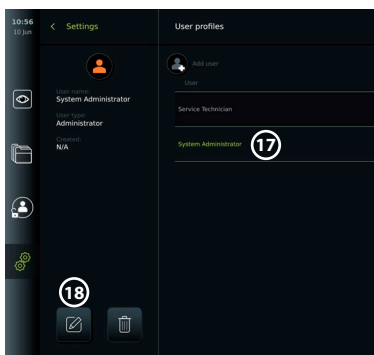 10:56
10 Jun
Settings
User name:
System Administrator
User type:
Administrator
Created:
N/A
18
User profiles
Add user
User
Service Technician
System Administrator
17